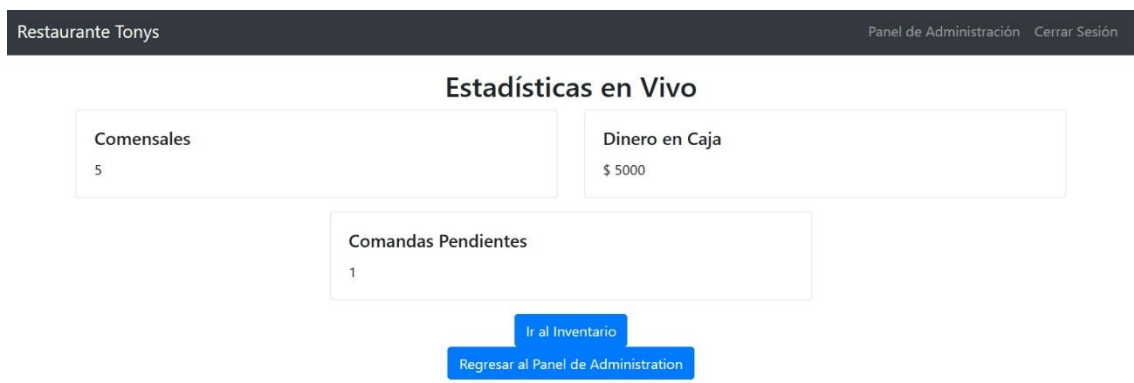 Restaurante Tonys
Panel de Administración Cerrar Sesión
Estadísticas en Vivo
Comensales
5
Dinero en Caja
$ 5000
Comandas Pendientes
1
Ir al Inventario
Regresar al Panel de Administration